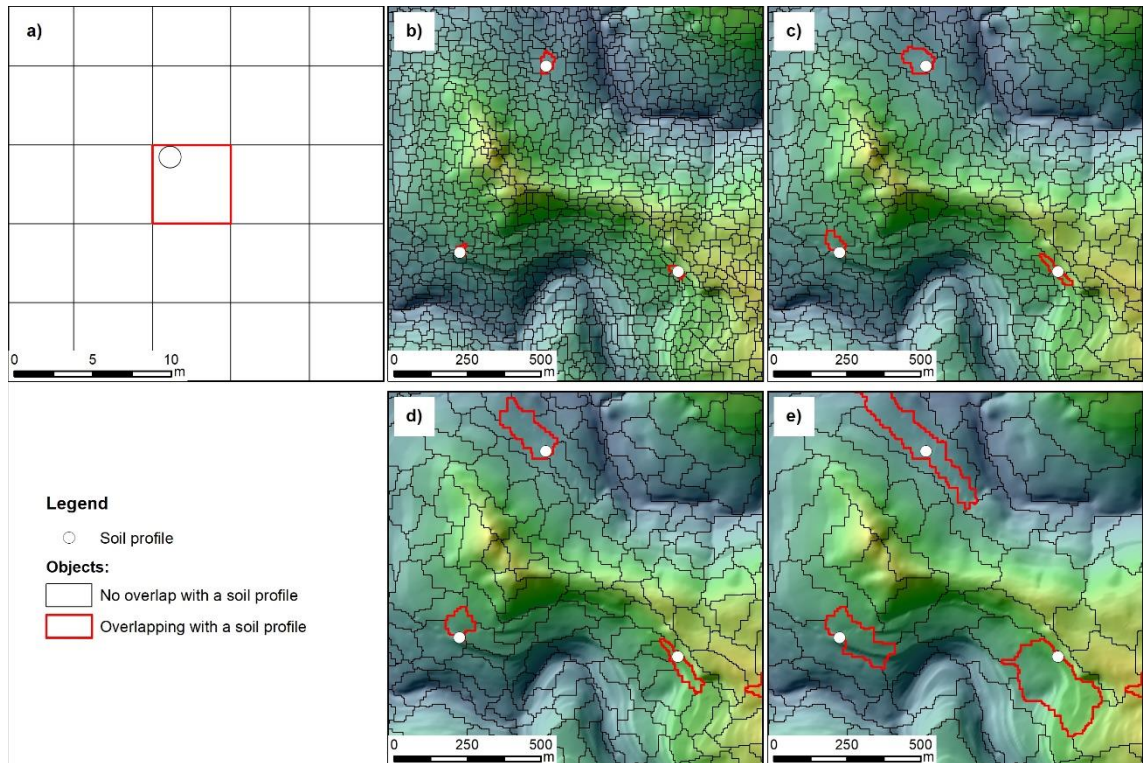 a)
b)
c)
0 5 10
m
0 250 500
m
0 250 500
m
d)
e)
Legend
Soil profile
Objects:
No overlap with a soil profile
Overlapping with a soil profile
0 250 500
m
0 250 500
m